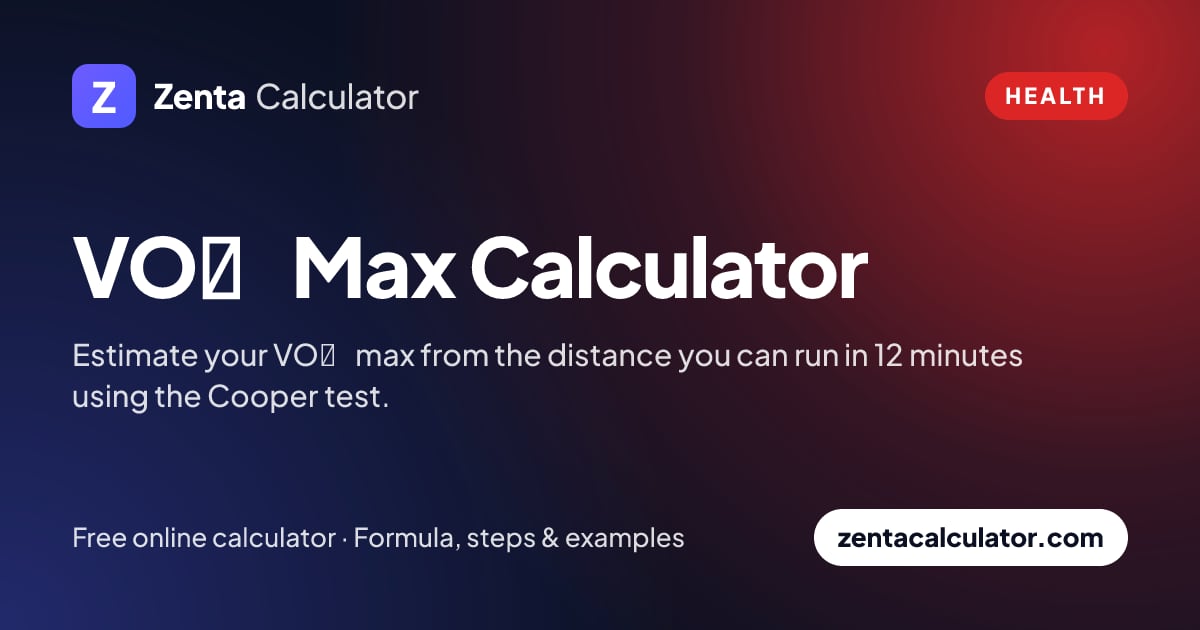 Z
Zenta Calculator
HEALTH
VO Max Calculator
Estimate your VO max from the distance you can run in 12 minutes
using the Cooper test.
Free online calculator · Formula, steps & examples
zentacalculator.com